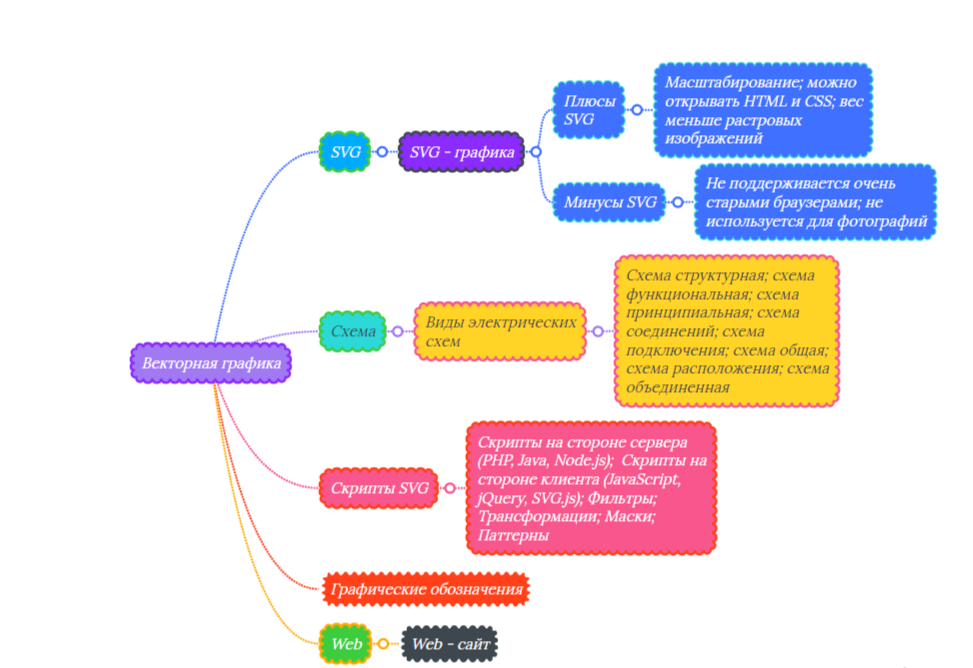 Векторная графика
SVG
SVG - графика
Плюсы
SVG
Масштабирование; можно
открывать HTML и CSS; вес
меньше растровых
изображений
Минусы SVG
Не поддерживается очень
старыми браузерами; не
используется для фотографий
Схема
Виды электрических
схем
Схема структурная; схема
функциональная; схема
принципиальная; схема
соединений; схема
подключения; схема общая;
схема расположения; схема
объединенная
Скрипты SVG
Скрипты на стороне сервера
(PHP, Java, Node.js);  Скрипты на
стороне клиента (JavaScript,
jQuery, SVG.js); Фильтры;
Трансформации; Маски;
Паттерны
Графические обозначения
Web
Web - сайт